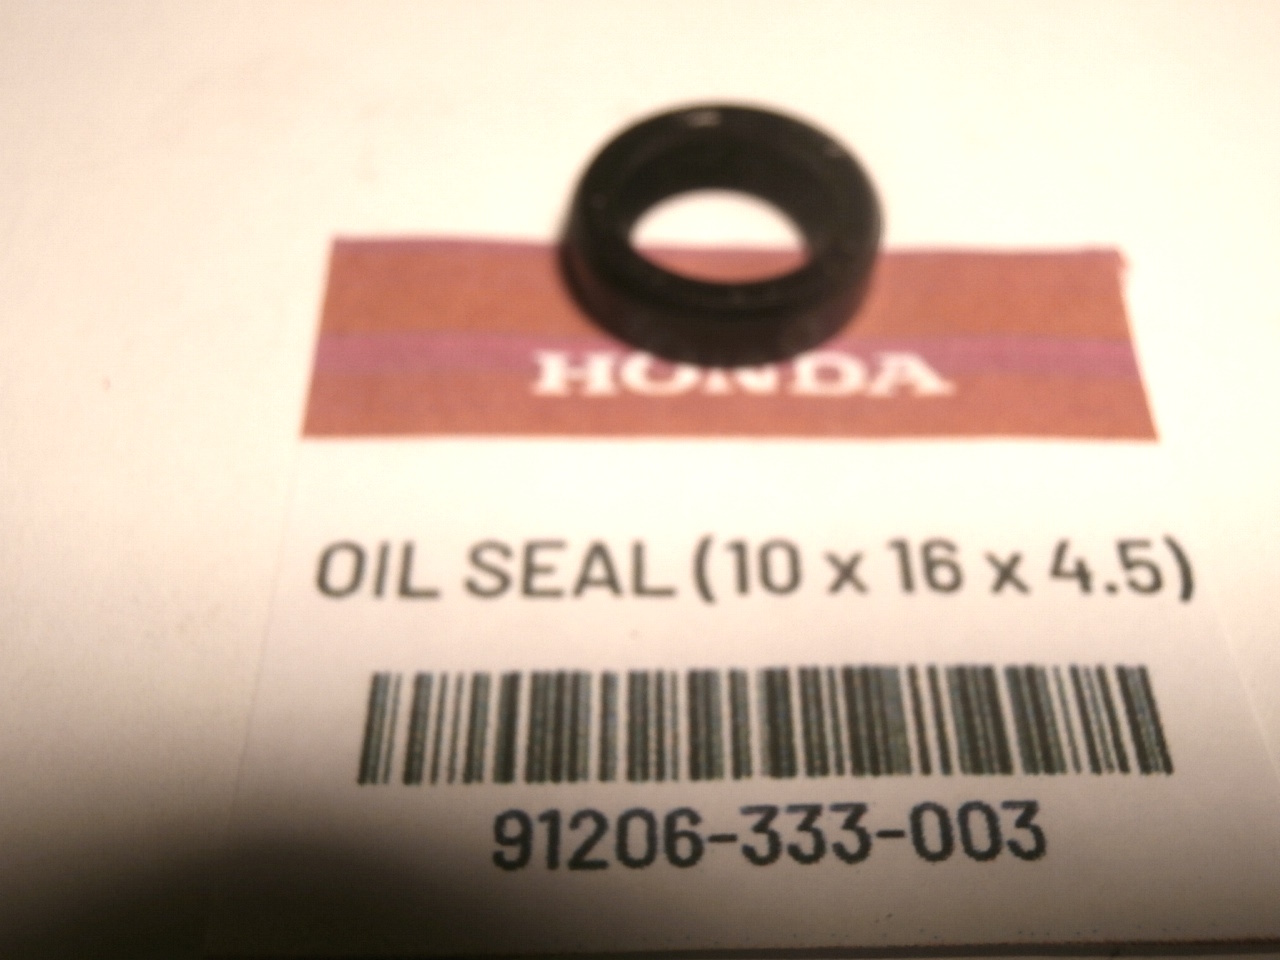 HONDA
OIL SEAL (10 x 16 x 4.5)
91206-333-003